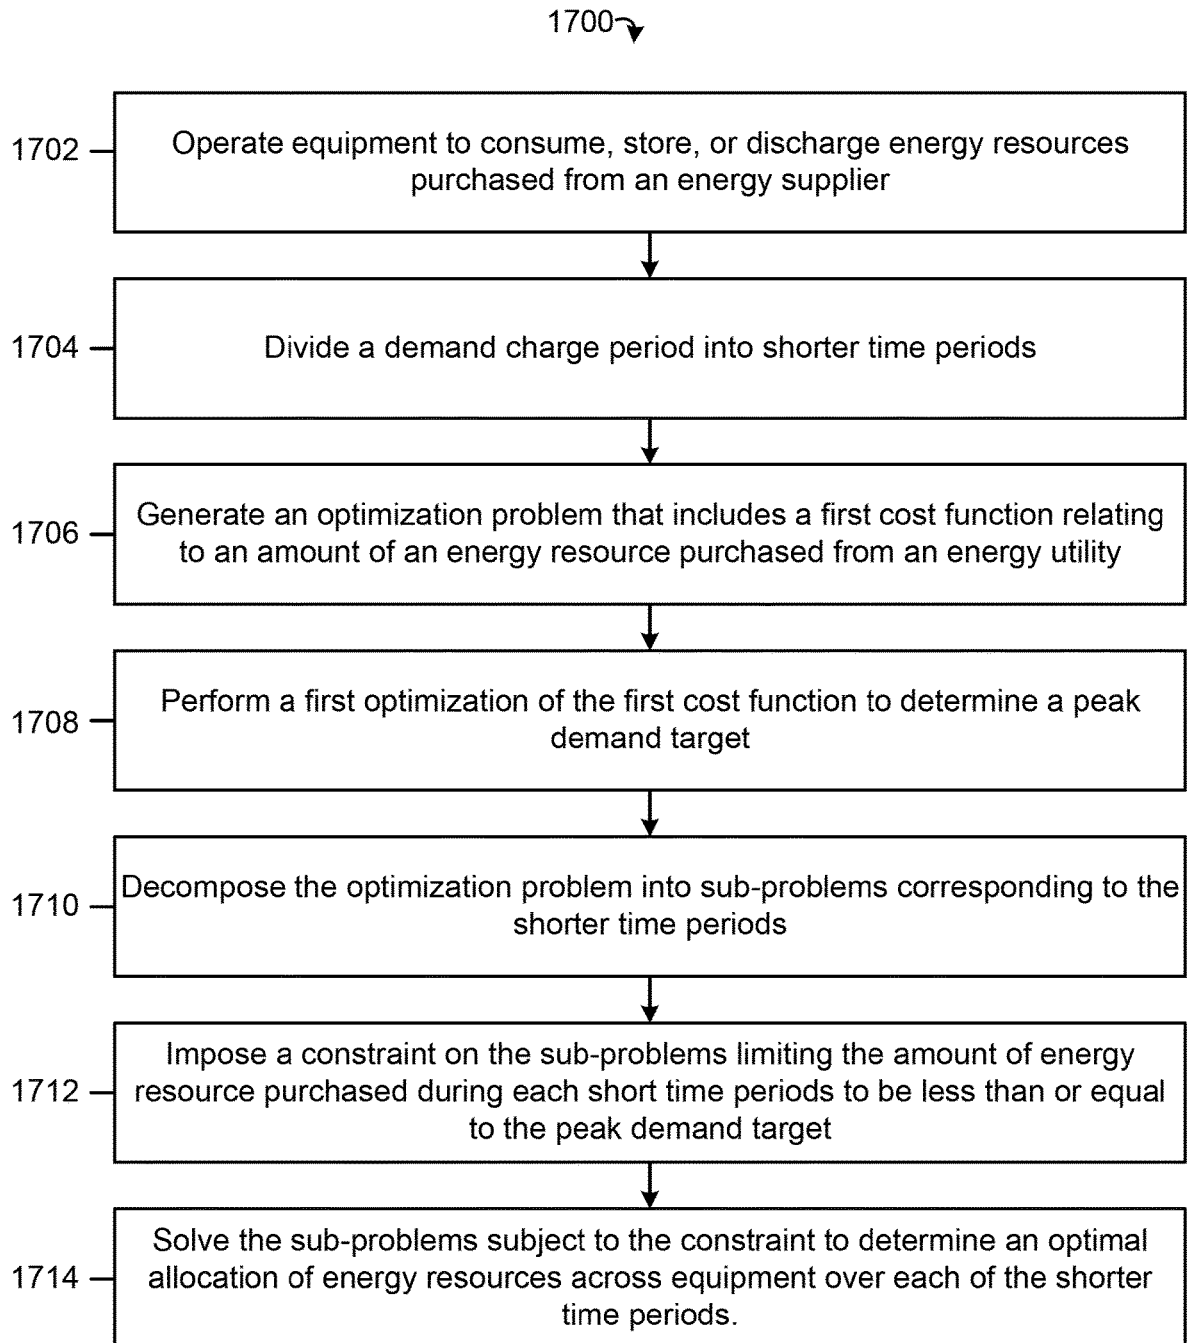 1700
1702
Operate equipment to consume, store, or discharge energy resources
purchased from an energy supplier
1704
Divide a demand charge period into shorter time periods
1706
Generate an optimization problem that includes a first cost function relating
to an amount of an energy resource purchased from an energy utility
1708
Perform a first optimization of the first cost function to determine a peak
demand target
1710
Decompose the optimization problem into sub-problems corresponding to the
shorter time periods
1712
Impose a constraint on the sub-problems limiting the amount of energy
resource purchased during each short time periods to be less than or equal
to the peak demand target
1714
Solve the sub-problems subject to the constraint to determine an optimal
allocation of energy resources across equipment over each of the shorter
time periods.